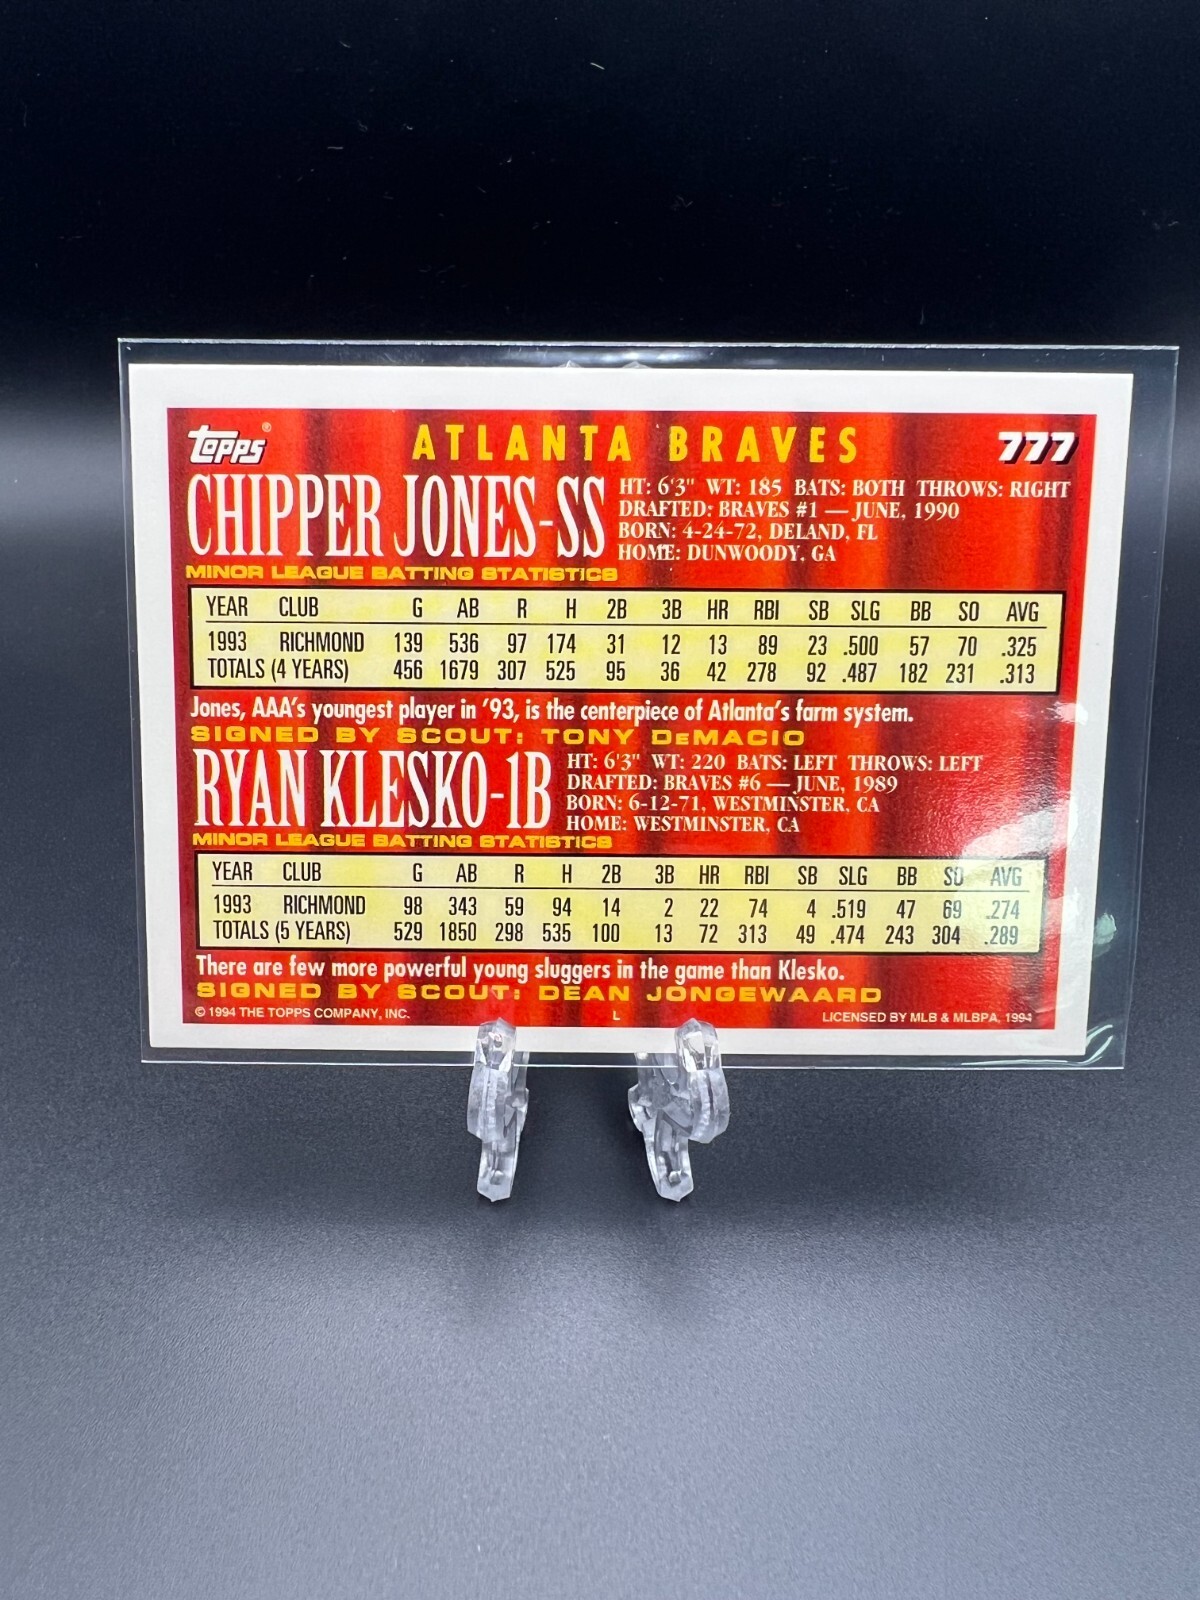 Topps® ATLANTA BRAVES 777
CHIPPER JONES-SS
HT: 6'3" WT: 185 BATS: BOTH THROWS: RIGHT
DRAFTED: BRAVES #1 — JUNE, 1990
BORN: 4-24-72, DELAND, FL
HOME: DUNWOODY, GA
MINOR LEAGUE BATTING STATISTICS
YEAR CLUB G AB R H 2B 3B HR RBI SB SLG BB SO AVG
1993 RICHMOND 139 536 97 174 31 12 13 89 23 .500 57 70 .325
TOTALS (4 YEARS) 456 1679 307 525 95 36 42 278 92 .487 182 231 .313
Jones, AAA's youngest player in '93, is the centerpiece of Atlanta's farm system.
SIGNED BY SCOUT: TONY DeMACIO
RYAN KLESKO-1B
HT: 6'3" WT: 220 BATS: LEFT THROWS: LEFT
DRAFTED: BRAVES #6 — JUNE, 1989
BORN: 6-12-71, WESTMINSTER, CA
HOME: WESTMINSTER, CA
MINOR LEAGUE BATTING STATISTICS
YEAR CLUB G AB R H 2B 3B HR RBI SB SLG BB SO AVG
1993 RICHMOND 98 343 59 94 14 2 22 74 4 .519 47 69 .274
TOTALS (5 YEARS) 529 1850 298 535 100 13 72 313 49 .474 243 304 .289
There are few more powerful young sluggers in the game than Klesko.
SIGNED BY SCOUT: DEAN JONGEWAARD
© 1994 THE TOPPS COMPANY, INC. L LICENSED BY MLB & MLBPA, 1994